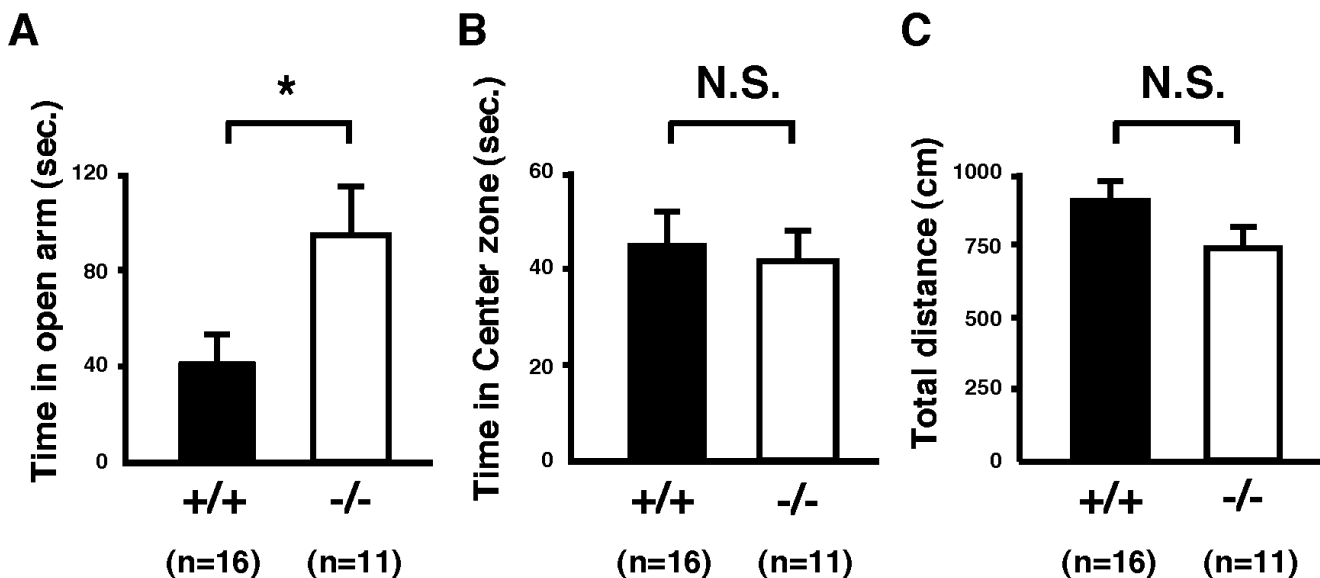 A
*
Time in open arm (sec.)
120
80
40
0
+/+
-/-
(n=16)
(n=11)
B
N.S.
Time in Center zone (sec.)
60
40
20
0
+/+
-/-
(n=16)
(n=11)
C
N.S.
Total distance (cm)
1000
750
500
250
0
+/+
-/-
(n=16)
(n=11)